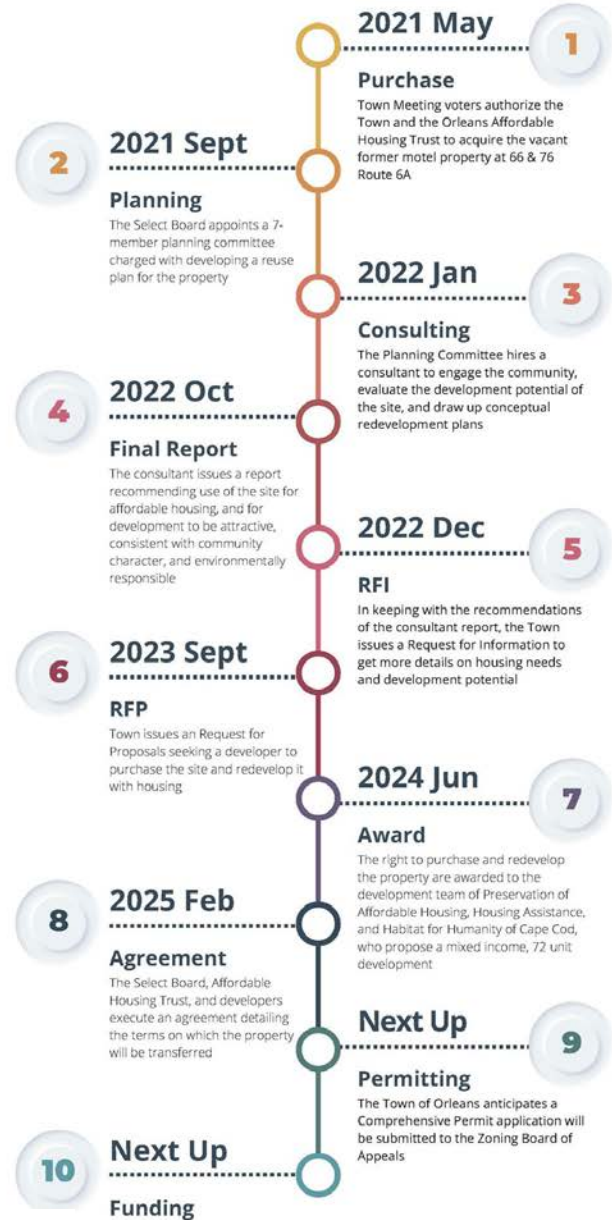 2021 May
1
Purchase
Town Meeting voters authorize the
Town and the Orleans Affordable
Housing Trust to acquire the vacant
former motel property at 66 & 76
Route 6A
2021 Sept
2
Planning
The Select Board appoints a 7-
member planning committee
charged with developing a reuse
plan for the property
2022 Jan
3
Consulting
The Planning Committee hires a
consultant to engage the community,
evaluate the development potential of
the site, and draw up conceptual
redevelopment plans
2022 Oct
4
Final Report
The consultant issues a report
recommending use of the site for
affordable housing, and for
development to be attractive,
consistent with community
character, and environmentally
responsible
2022 Dec
5
RFI
In keeping with the recommendations
of the consultant report, the Town
issues a Request for Information to
get more details on housing needs
and development potential
2023 Sept
6
RFP
Town issues an Request for
Proposals seeking a developer to
purchase the site and redevelop it
with housing
2024 Jun
7
Award
The right to purchase and redevelop
the property are awarded to the
development team of Preservation of
Affordable Housing, Housing Assistance,
and Habitat for Humanity of Cape Cod,
who propose a mixed income, 72 unit
development
2025 Feb
8
Agreement
The Select Board, Affordable
Housing Trust, and developers
execute an agreement detailing
the terms on which the property
will be transferred
Next Up
9
Permitting
The Town of Orleans anticipates a
Comprehensive Permit application will
be submitted to the Zoning Board of
Appeals
Next Up
10
Funding